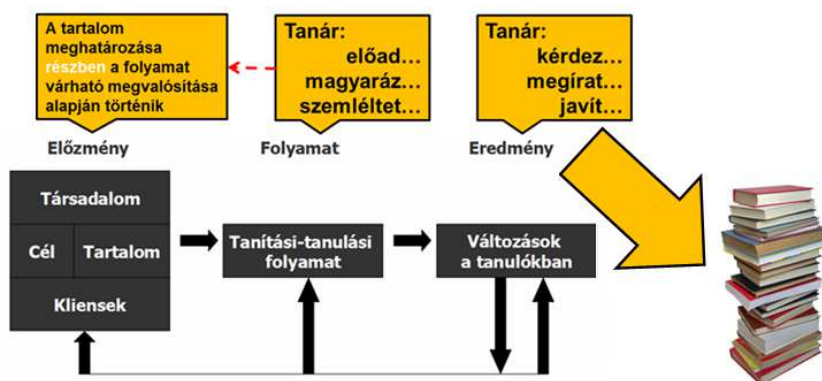 A tartalom
meghatározása
részben a folyamat
várható megvalósítása
alapján történik
Tanár:
előad...
magyaráz...
szemléltet...
Tanár:
kérdez...
megírat...
javít...
Előzmény
Folyamat
Eredmény
Társadalom
Cél
Tartalom
Kliensek
Tanítási-tanulási
folyamat
Változások
a tanulókban